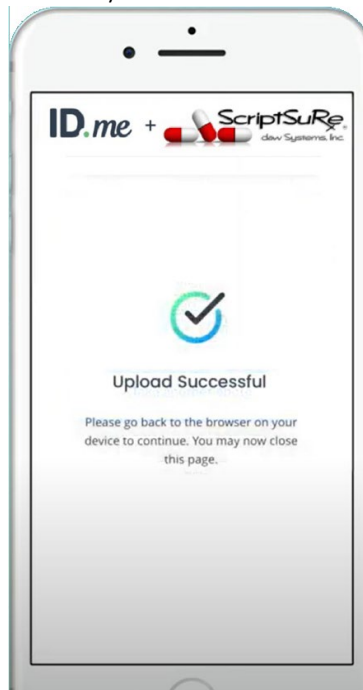 ID.me + ScriptSuRx
daw Systems, Inc.
Upload Successful
Please go back to the browser on your
device to continue. You may now close
this page.